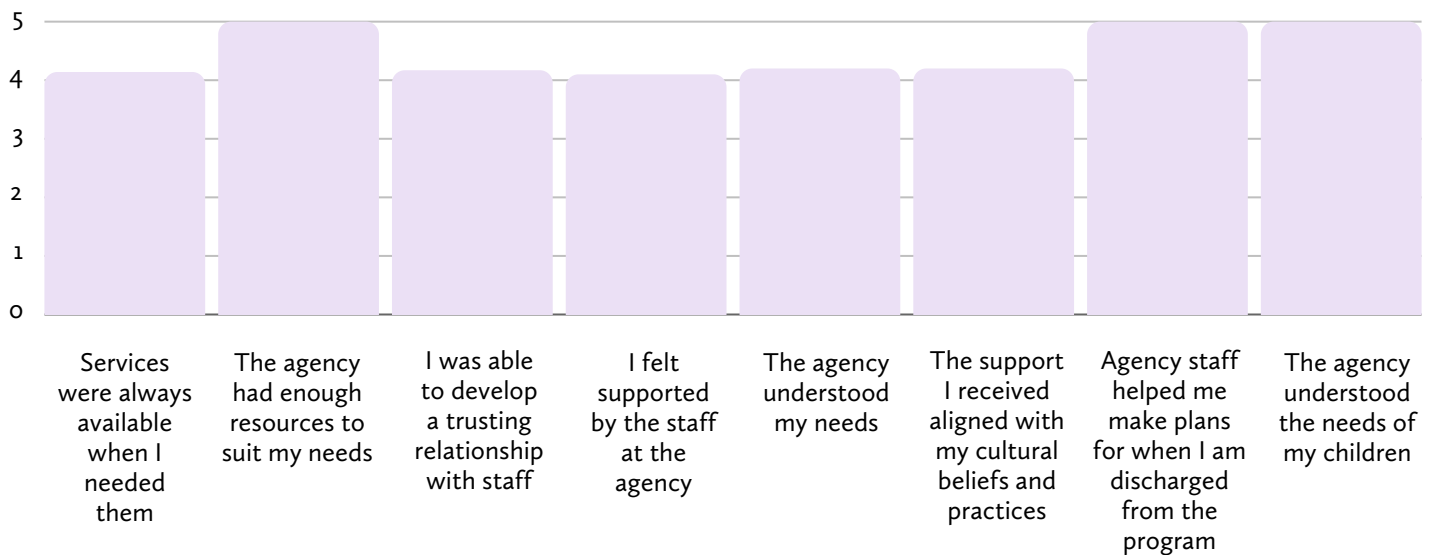 5
4
3
2
1
0
Services
were always
available
when I
needed
them
The agency
had enough
resources to
suit my needs
I was able
to develop
a trusting
relationship
with staff
I felt
supported
by the staff
at the
agency
The agency
understood
my needs
The support
I received
aligned with
my cultural
beliefs and
practices
Agency staff
helped me
make plans
for when I am
discharged
from the
program
The agency
understood
the needs of
my children